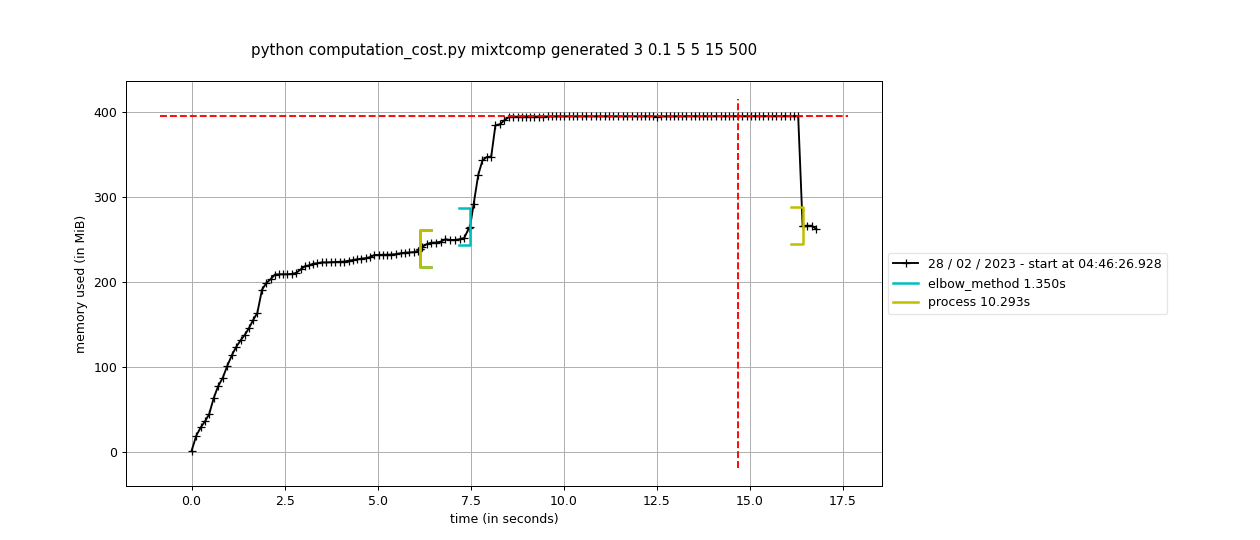 python computation_cost.py mixtcomp generated 3 0.1 5 5 15 500
memory used (in MiB)
400
300
200
100
0
0.0 2.5 5.0 7.5 10.0 12.5 15.0 17.5
time (in seconds)
28 / 02 / 2023 - start at 04:46:26.928
elbow_method 1.350s
process 10.293s